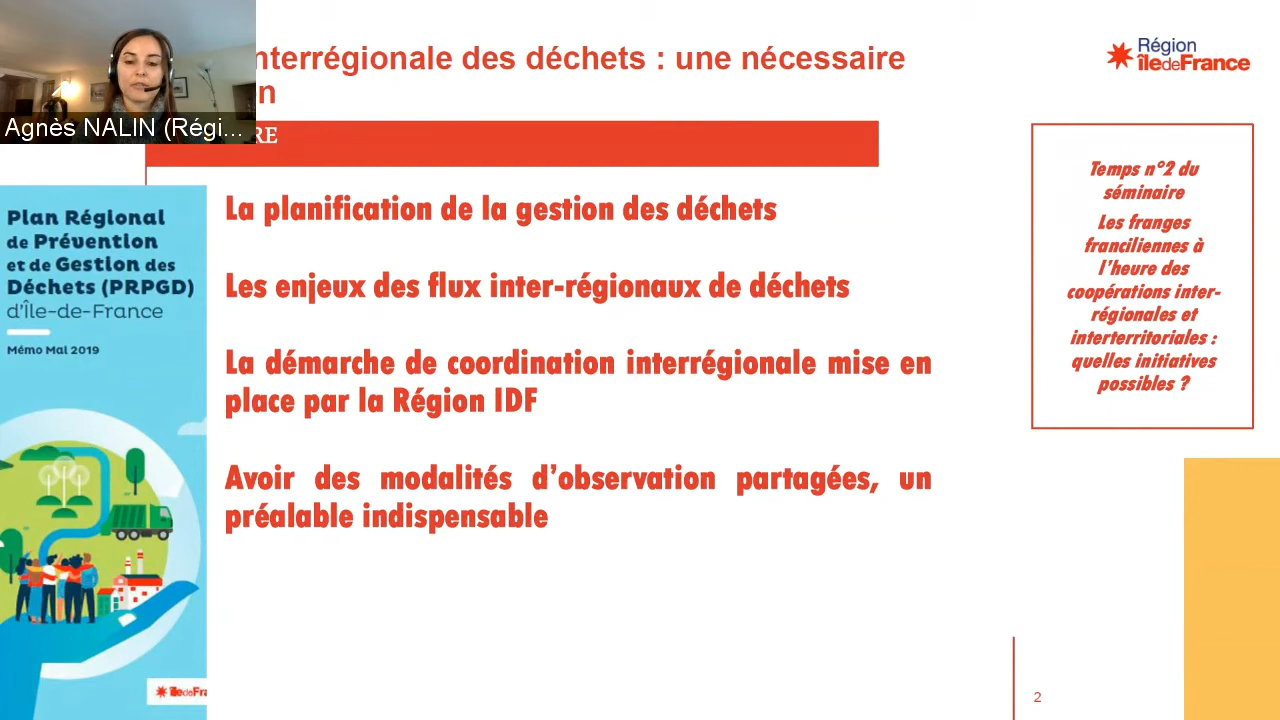 interrégionale des déchets : une nécessaire
Agnès NALIN (Régi...
Région
îledeFrance
Plan Régional
de Prévention
et de Gestion des
Déchets (PRPGD)
d'Île-de-France
Mémo Mai 2019
La planification de la gestion des déchets
Les enjeux des flux inter-régionaux de déchets
La démarche de coordination interrégionale mise en
place par la Région IDF
Avoir des modalités d'observation partagées, un
préalable indispensable
Temps n°2 du
séminaire
Les franges
franciliennes à
l'heure des
coopérations inter-
régionales et
interterritoriales :
quelles initiatives
possibles ?
2